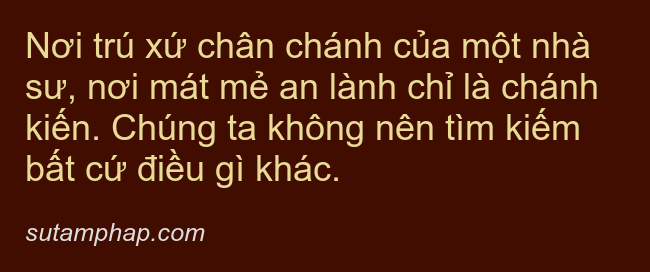 Nơi trú xứ chân chánh của một nhà
sư, nơi mát mẻ an lành chỉ là chánh
kiến. Chúng ta không nên tìm kiếm
bất cứ điều gì khác.
sutamphap.com